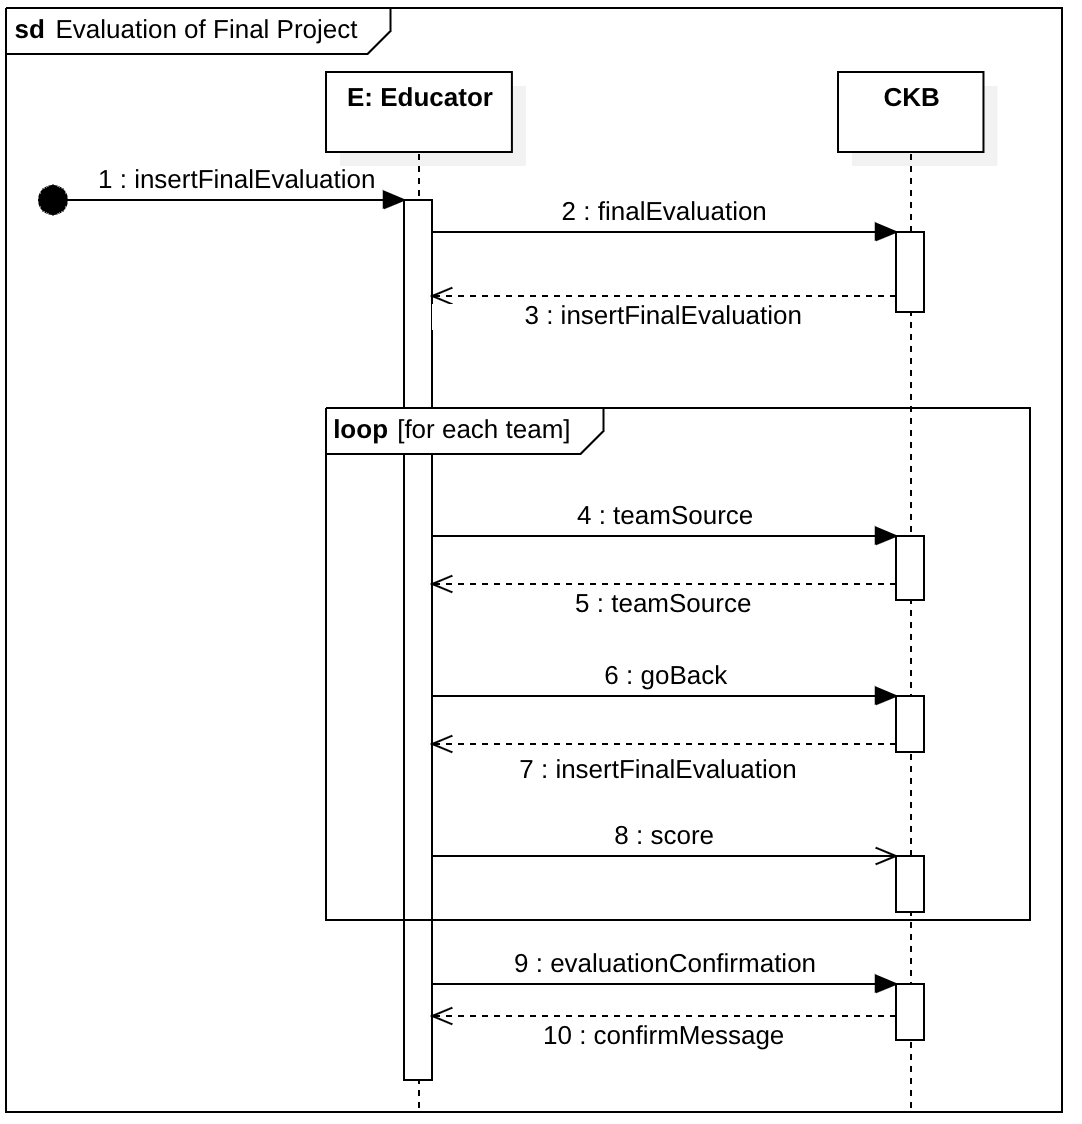 sd Evaluation of Final Project
E: Educator
CKB
1 : insertFinalEvaluation
2 : finalEvaluation
3 : insertFinalEvaluation
loop [for each team]
4 : teamSource
5 : teamSource
6 : goBack
7 : insertFinalEvaluation
8 : score
9 : evaluationConfirmation
10 : confirmMessage